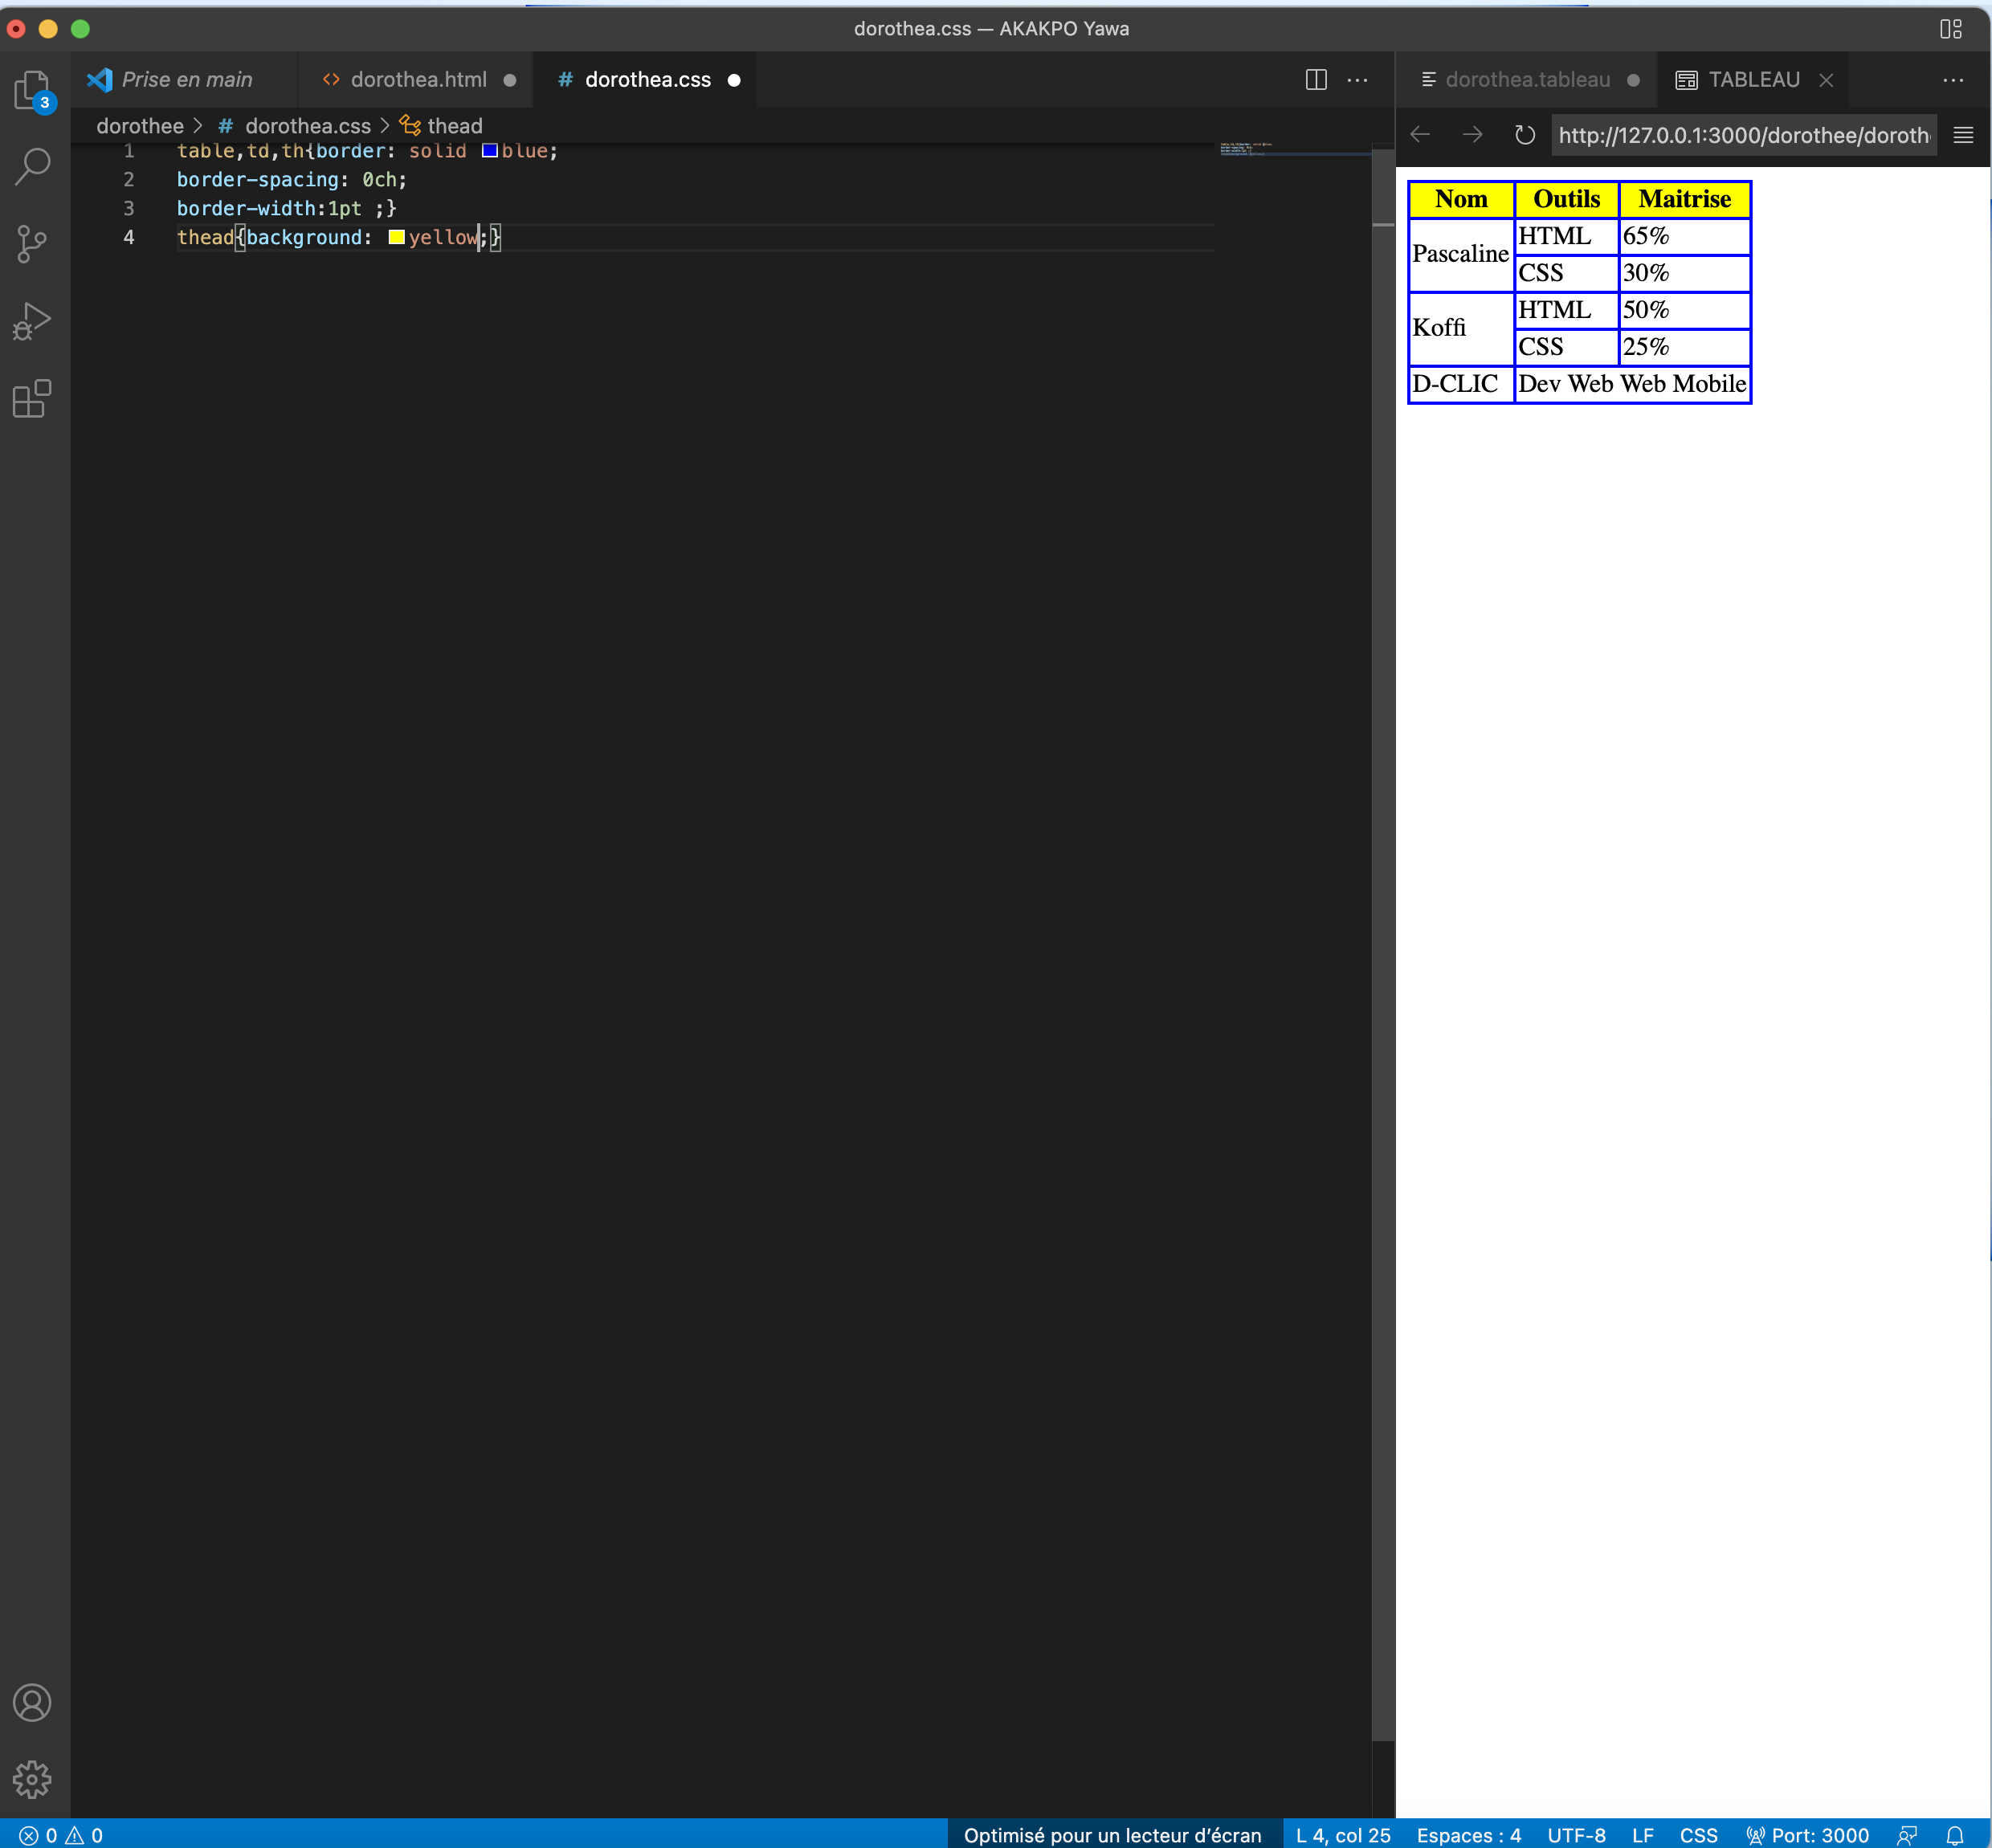 dorothea.css — AKAKPO Yawa
3
Prise en main
dorothea.html
# dorothea.css
dorothee > # dorothea.css > thead
1 table,td,th{border: solid blue;
2 border-spacing: 0ch;
3 border-width:1pt ;}
4 thead{background: yellow;}
dorothea.tableau
TABLEAU
http://127.0.0.1:3000/dorothee/doroth
Nom Outils Maitrise
Pascaline HTML 65%
CSS 30%
Koffi HTML 50%
CSS 25%
D-CLIC Dev Web Web Mobile
0 0 Optimisé pour un lecteur d’écran L 4, col 25 Espaces : 4 UTF-8 LF CSS Port: 3000